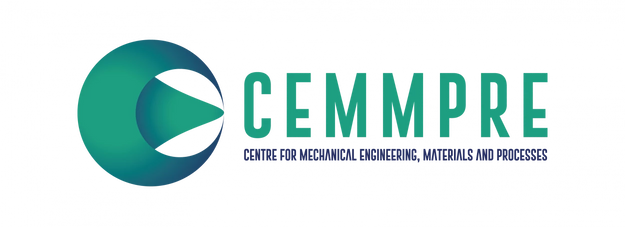 CEMMPRE
CENTRE FOR MECHANICAL ENGINEERING, MATERIALS AND PROCESSES